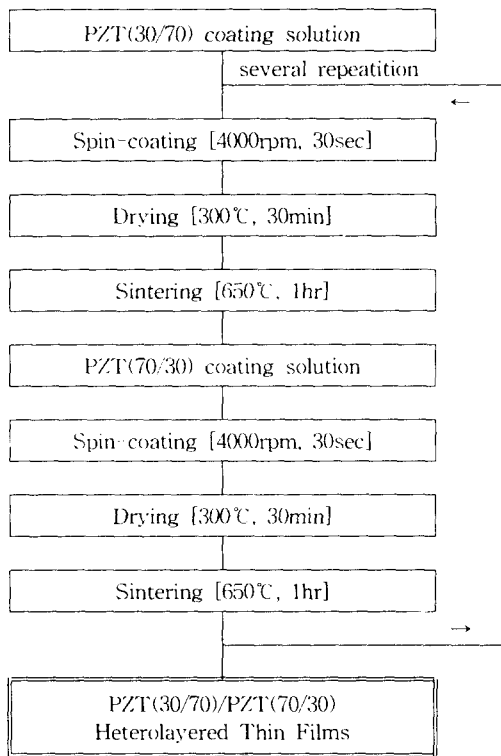 PZT(30/70) coating solution
several repeatition
←
Spin-coating [4000rpm, 30sec]
Drying [300℃, 30min]
Sintering [650℃, 1hr]
PZT(70/30) coating solution
Spin-coating [4000rpm, 30sec]
Drying [300℃, 30min]
Sintering [650℃, 1hr]
→
PZT(30/70)/PZT(70/30)
Heterolayered Thin Films